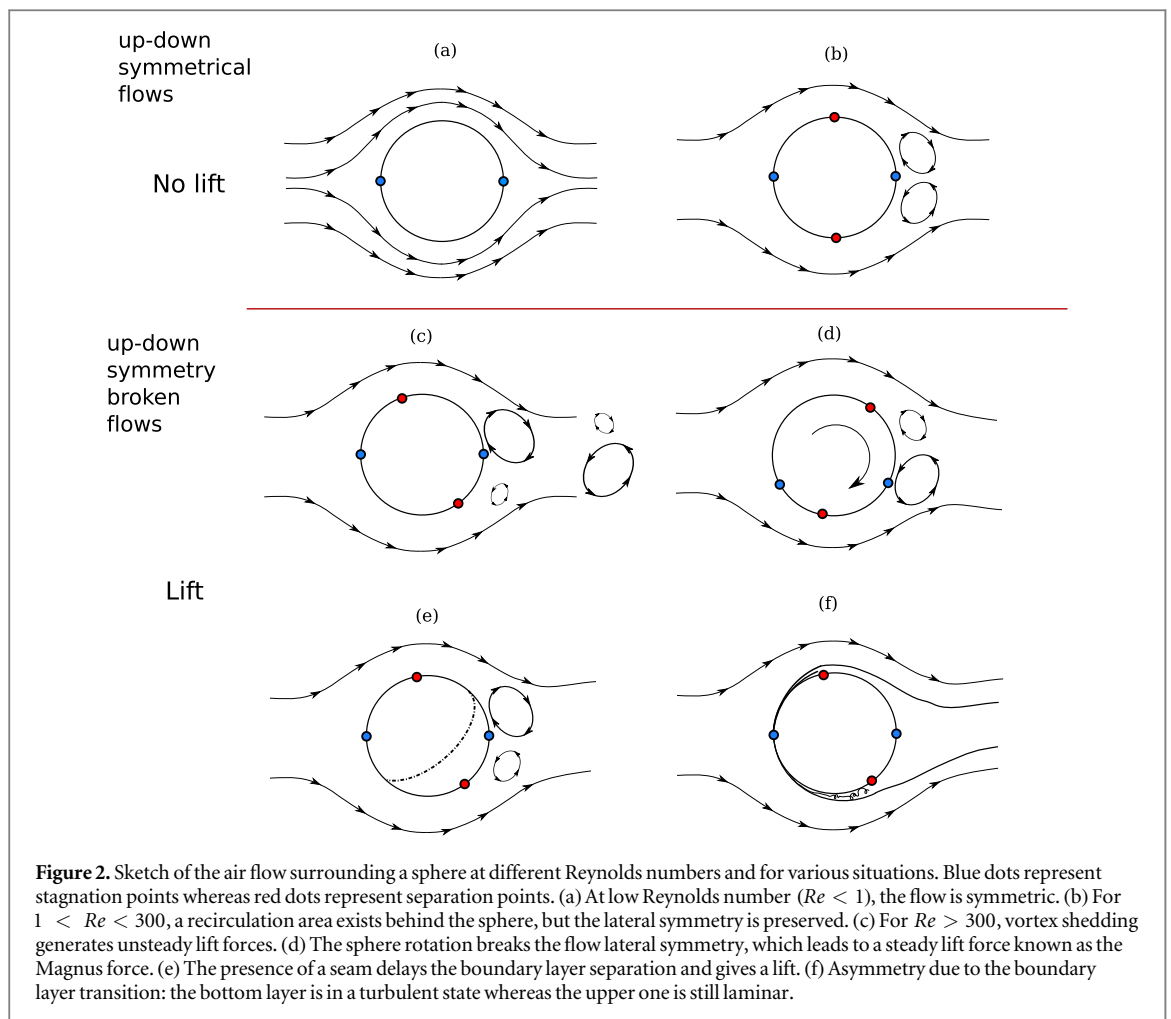 up-down
symmetrical
flows
(a)
(b)
No lift
up-down
symmetry
broken
flows
(c)
(d)
Lift
(e)
(f)
Figure 2. Sketch of the air flow surrounding a sphere at different Reynolds numbers and for various situations. Blue dots represent
stagnation points whereas red dots represent separation points. (a) At low Reynolds number (Re < 1), the flow is symmetric. (b) For
1 < Re < 300, a recirculation area exists behind the sphere, but the lateral symmetry is preserved. (c) For Re > 300, vortex shedding
generates unsteady lift forces. (d) The sphere rotation breaks the flow lateral symmetry, which leads to a steady lift force known as the
Magnus force. (e) The presence of a seam delays the boundary layer separation and gives a lift. (f) Asymmetry due to the boundary
layer transition: the bottom layer is in a turbulent state whereas the upper one is still laminar.